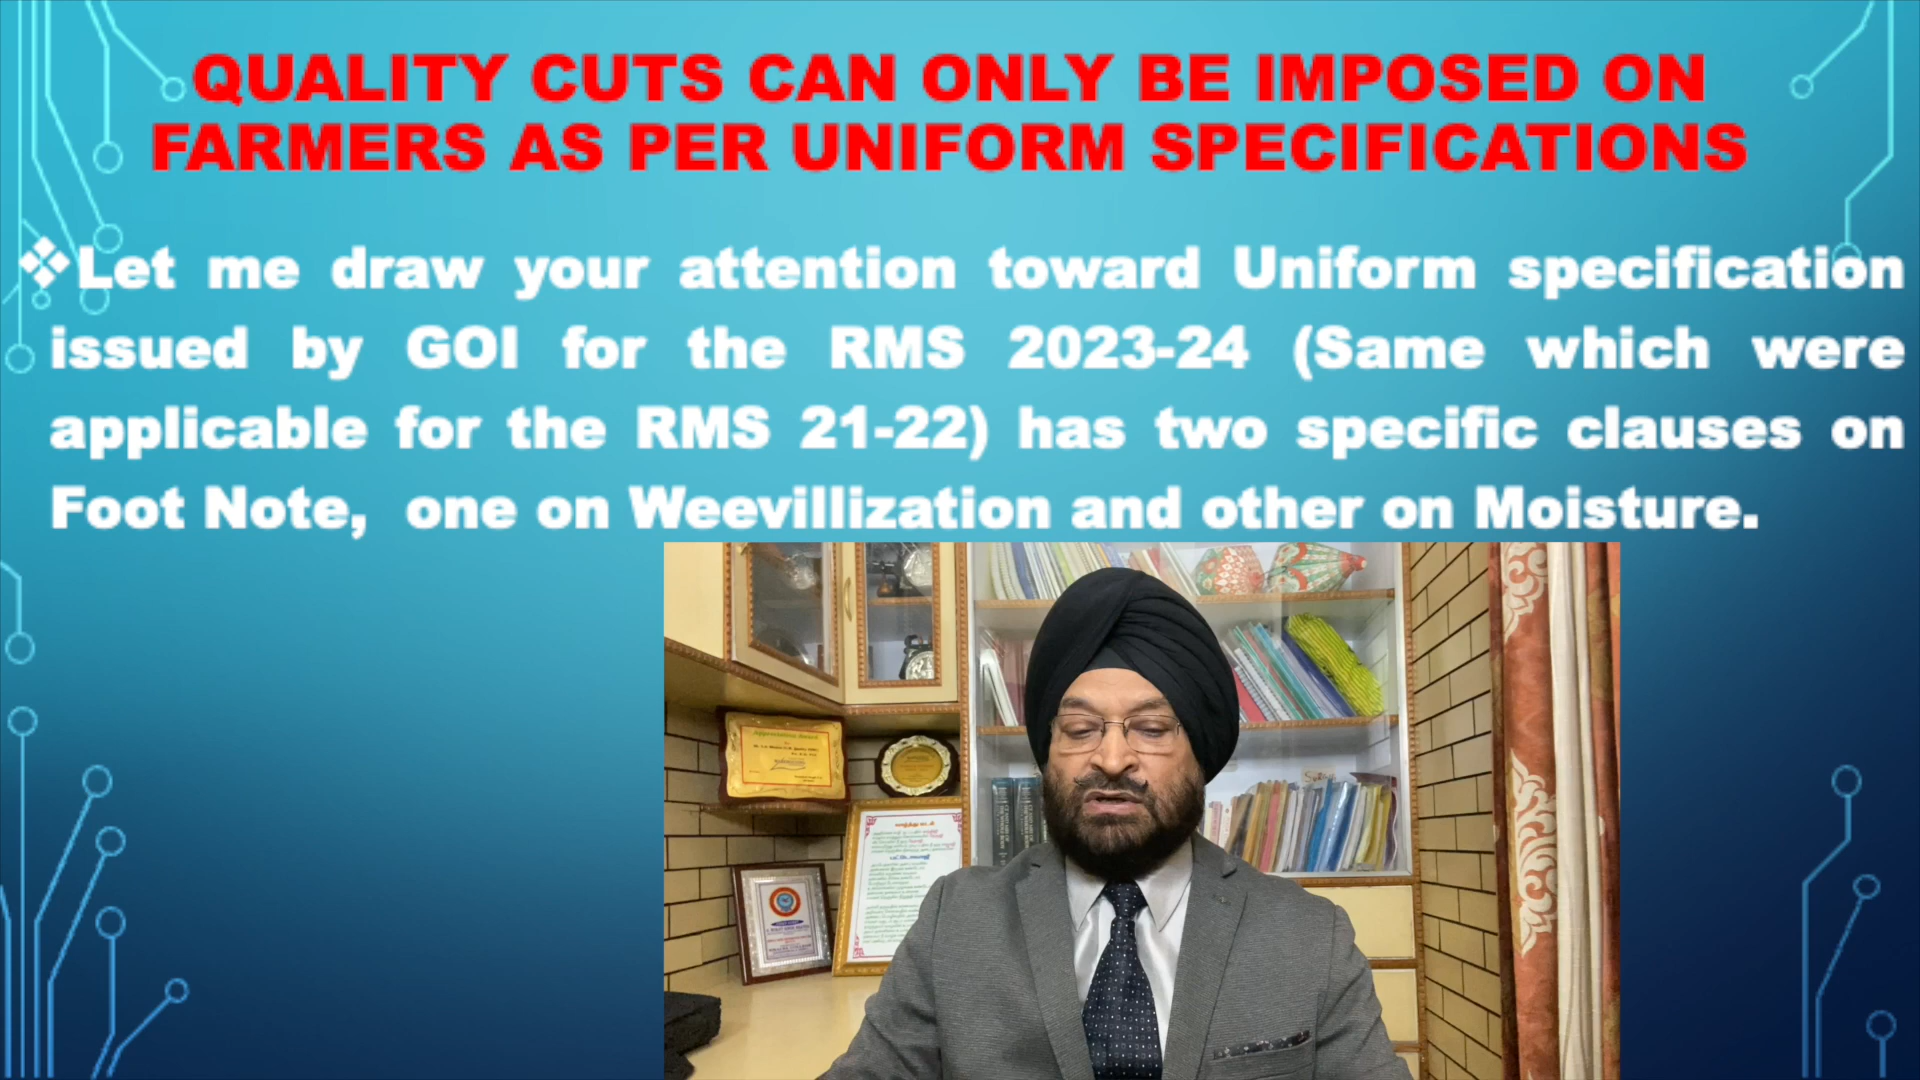 QUALITY CUTS CAN ONLY BE IMPOSED ON
FARMERS AS PER UNIFORM SPECIFICATIONS
❖Let me draw your attention toward Uniform specification
issued by GOI for the RMS 2023-24 (Same which were
applicable for the RMS 21-22) has two specific clauses on
Foot Note, one on Weevillization and other on Moisture.
Appreciation Award